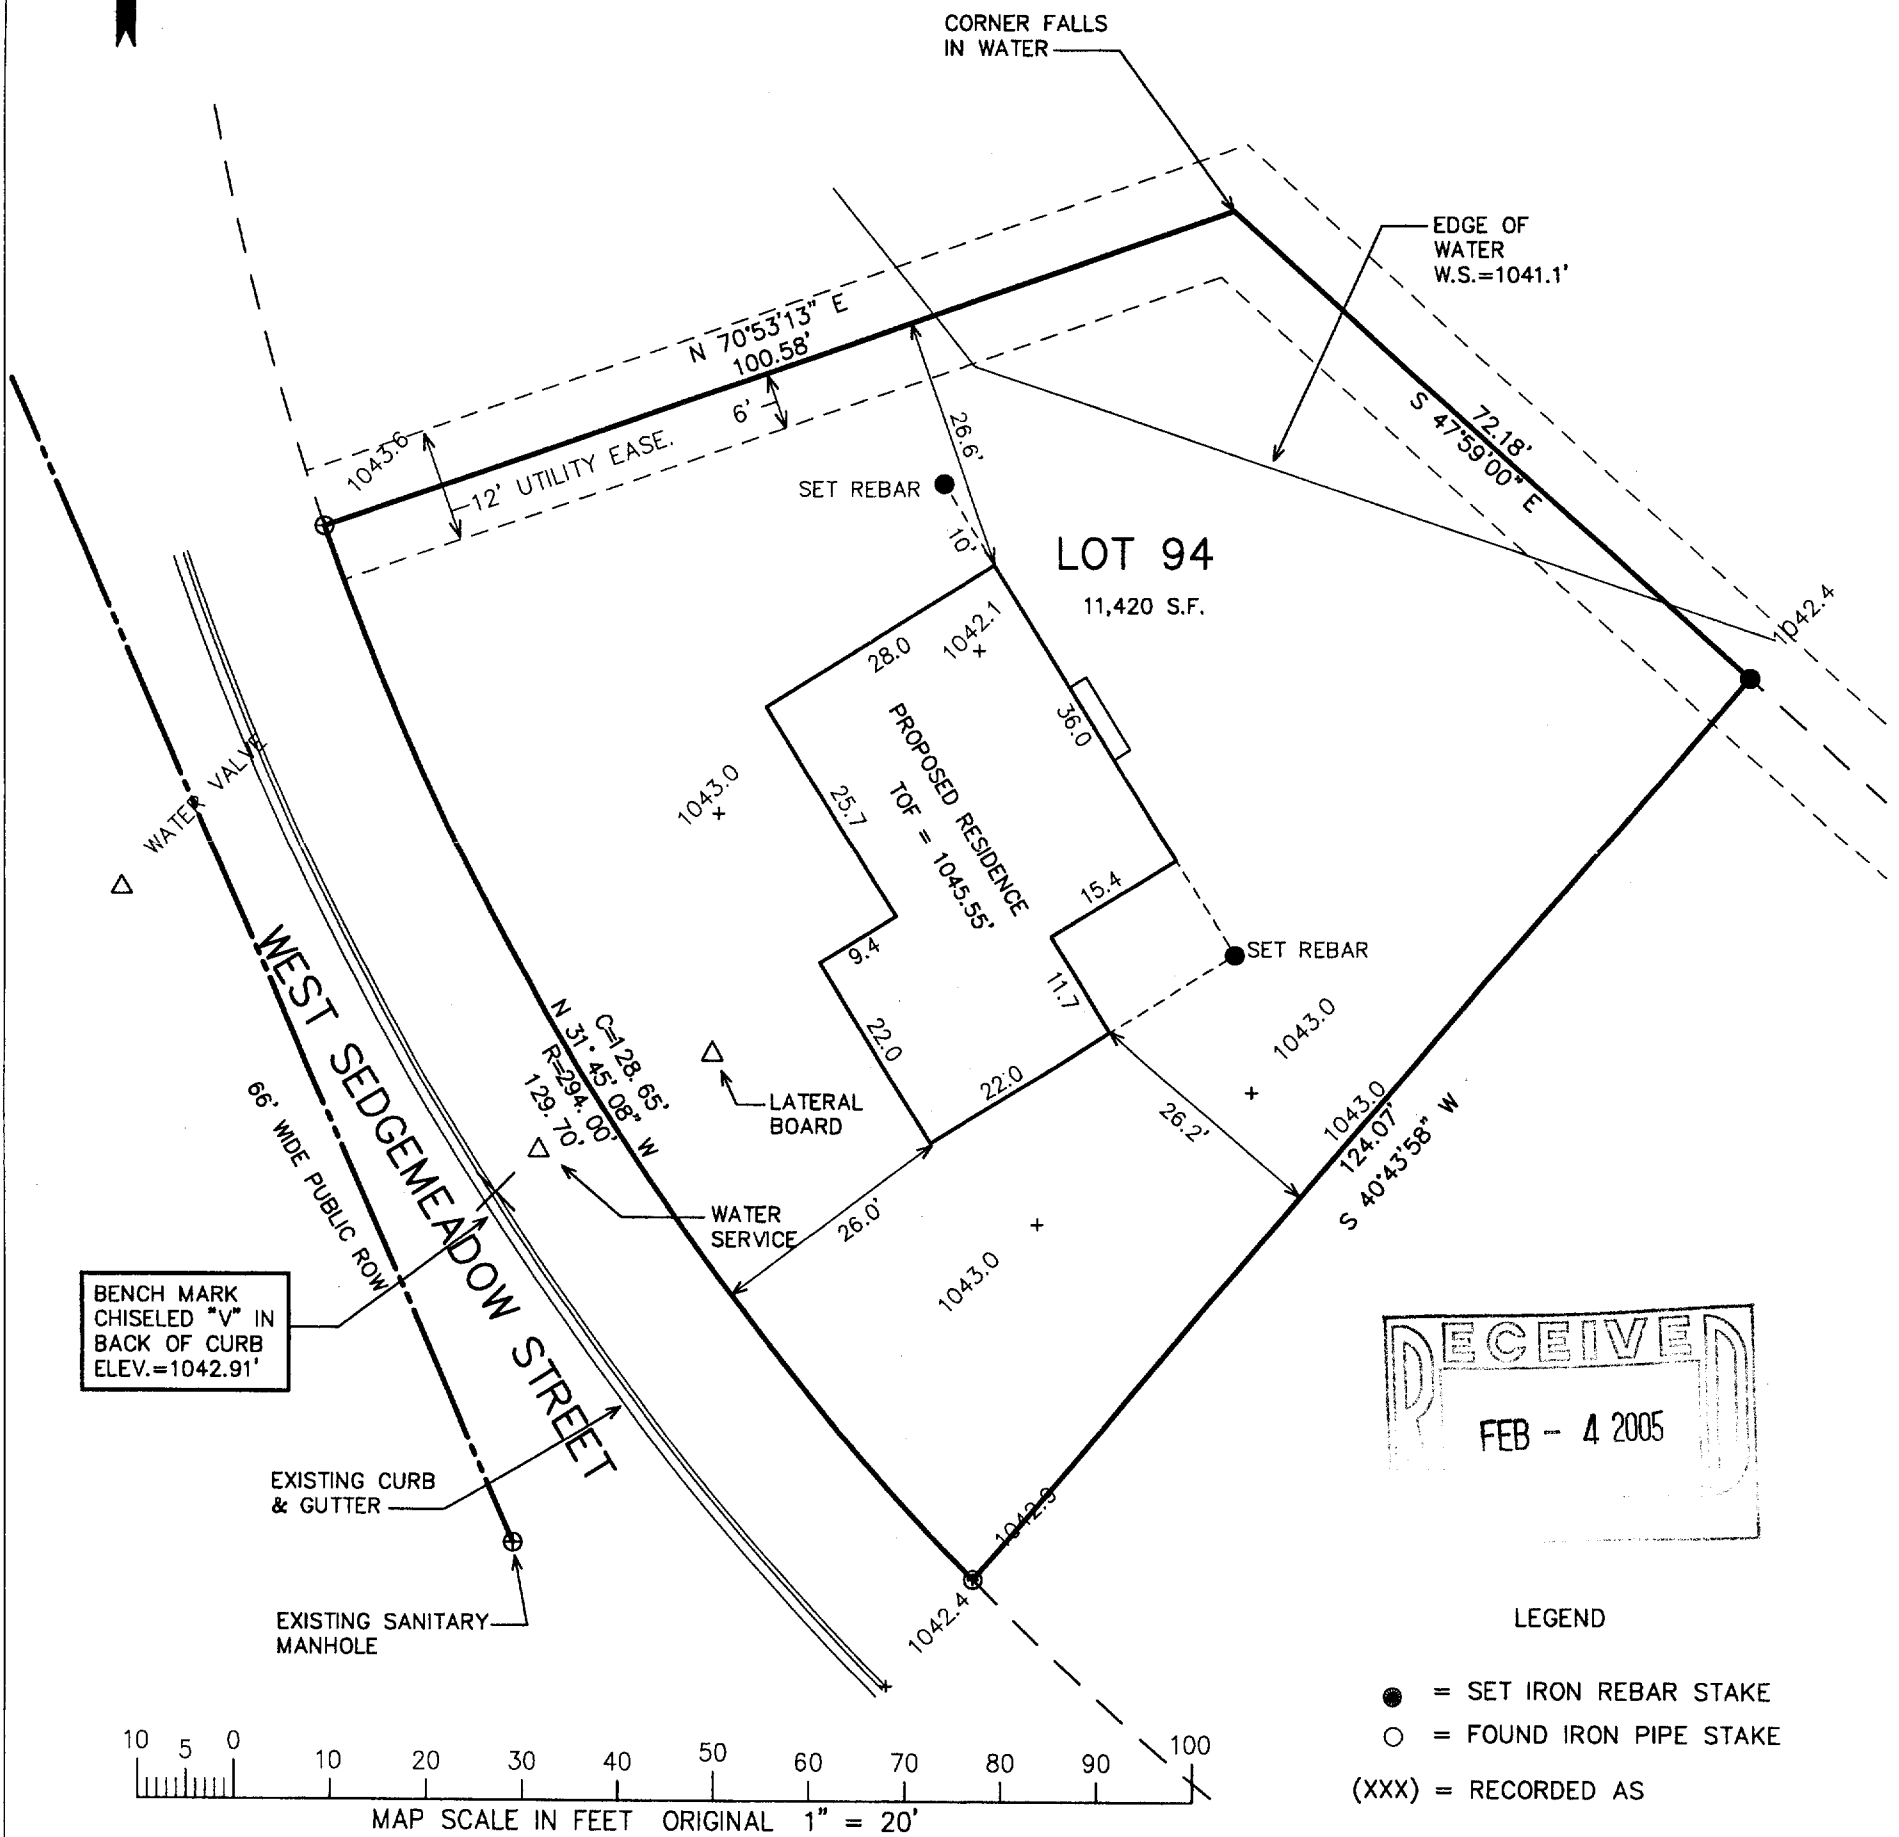 CORNER FALLS
IN WATER
EDGE OF
WATER
W.S.=1041.1'
N 70°53'13" E
100.58'
6'
1043.6
12' UTILITY EASE.
26.6'
72.18'
S 47°59'00" E
SET REBAR
10'
LOT 94
11,420 S.F.
1042.4
1042.1
28.0
36.0
PROPOSED RESIDENCE
TOF = 1045.55'
1043.0
25.7
WATER VALVE
15.4
9.4
SET REBAR
11.7
22.0
1043.0
WEST SEDGEMEADOW STREET
66' WIDE PUBLIC ROW
C=128.65'
N 31°45'08" W
R=294.00'
129.70'
LATERAL
BOARD
22.0
26.2'
1043.0
124.07'
S 40°43'58" W
WATER
SERVICE
26.0'
1043.0
BENCH MARK
CHISELED "V" IN
BACK OF CURB
ELEV.=1042.91'
RECEIVED
FEB - 4 2005
EXISTING CURB
& GUTTER
1042.9
EXISTING SANITARY
MANHOLE
1042.4
LEGEND
= SET IRON REBAR STAKE
= FOUND IRON PIPE STAKE
(XXX) = RECORDED AS
10 5 0 10 20 30 40 50 60 70 80 90 100
MAP SCALE IN FEET ORIGINAL 1" = 20'